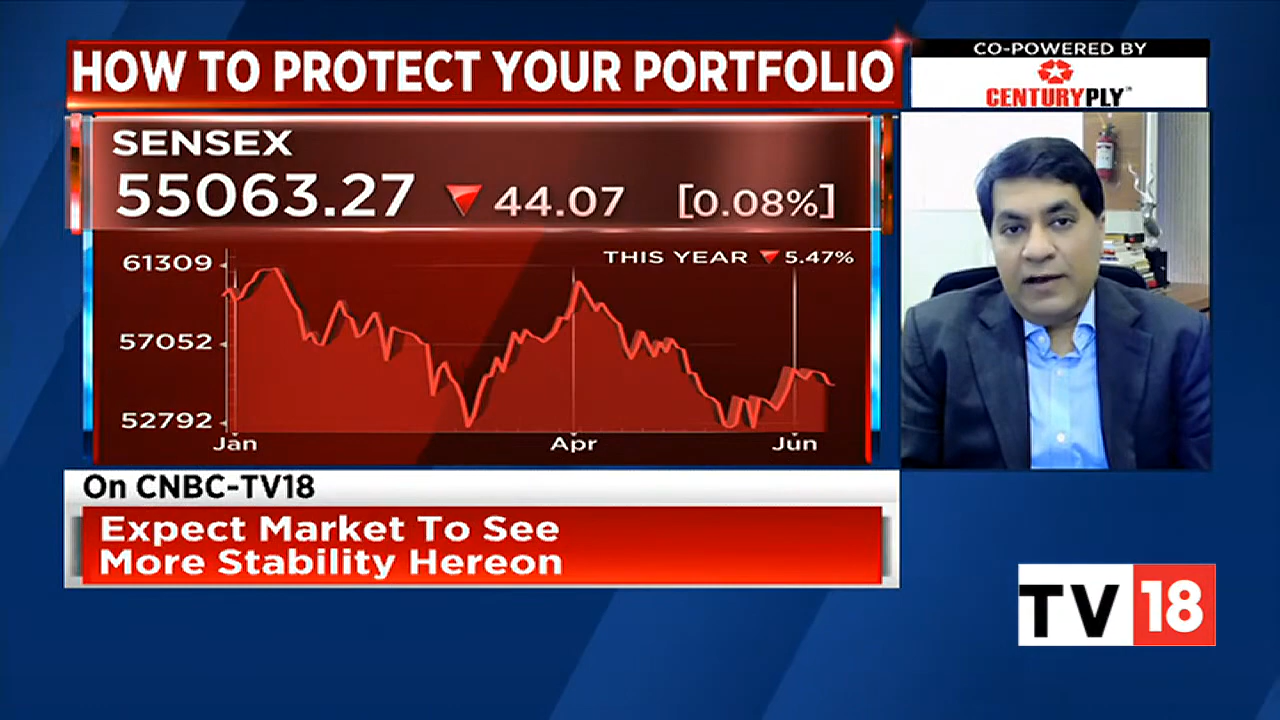 HOW TO PROTECT YOUR PORTFOLIO
CO-POWERED BY
CENTURYPLY
SENSEX
55063.27 ▼ 44.07 [0.08%]
THIS YEAR ▼ 5.47%
61309
57052
52792
Jan Apr Jun
On CNBC-TV18
Expect Market To See
More Stability Hereon
TV18